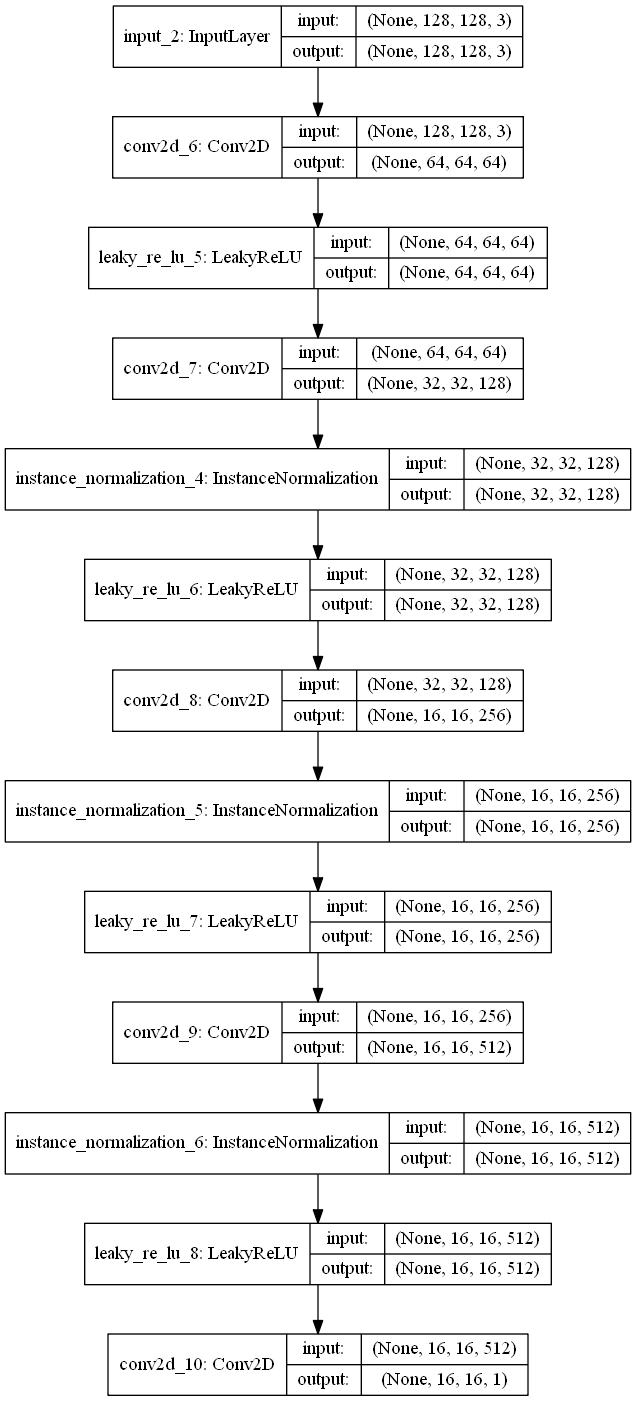 input_2: InputLayer
input: (None, 128, 128, 3)
output: (None, 128, 128, 3)
conv2d_6: Conv2D
input: (None, 128, 128, 3)
output: (None, 64, 64, 64)
leaky_re_lu_5: LeakyReLU
input: (None, 64, 64, 64)
output: (None, 64, 64, 64)
conv2d_7: Conv2D
input: (None, 64, 64, 64)
output: (None, 32, 32, 128)
instance_normalization_4: InstanceNormalization
input: (None, 32, 32, 128)
output: (None, 32, 32, 128)
leaky_re_lu_6: LeakyReLU
input: (None, 32, 32, 128)
output: (None, 32, 32, 128)
conv2d_8: Conv2D
input: (None, 32, 32, 128)
output: (None, 16, 16, 256)
instance_normalization_5: InstanceNormalization
input: (None, 16, 16, 256)
output: (None, 16, 16, 256)
leaky_re_lu_7: LeakyReLU
input: (None, 16, 16, 256)
output: (None, 16, 16, 256)
conv2d_9: Conv2D
input: (None, 16, 16, 256)
output: (None, 16, 16, 512)
instance_normalization_6: InstanceNormalization
input: (None, 16, 16, 512)
output: (None, 16, 16, 512)
leaky_re_lu_8: LeakyReLU
input: (None, 16, 16, 512)
output: (None, 16, 16, 512)
conv2d_10: Conv2D
input: (None, 16, 16, 512)
output: (None, 16, 16, 1)